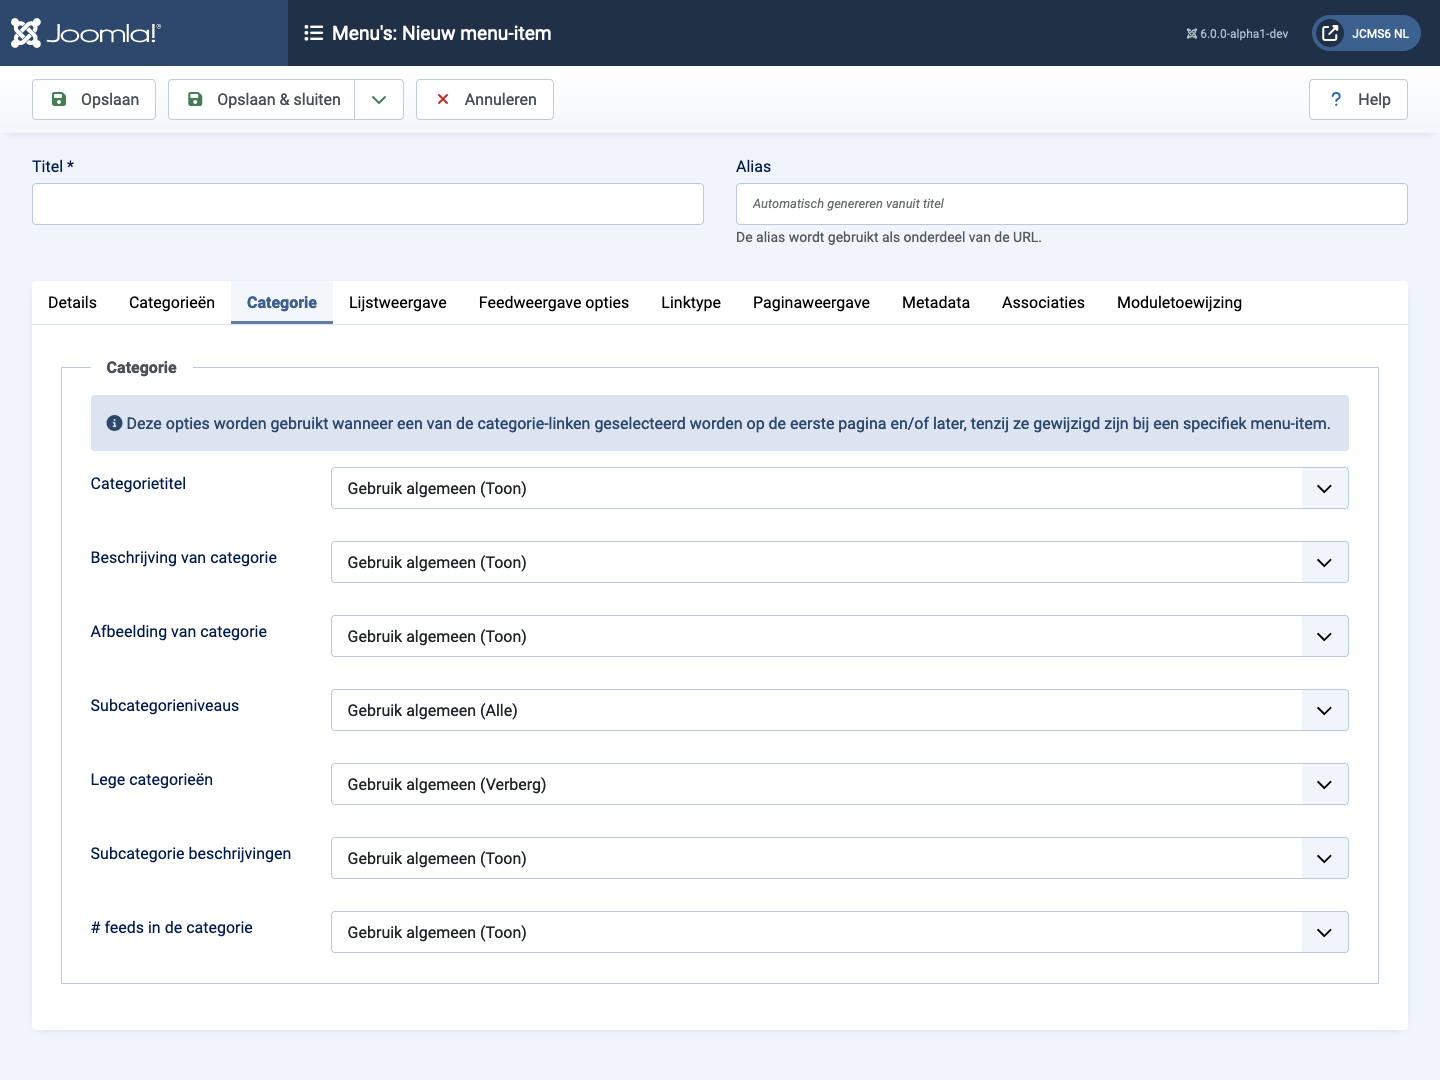 Joomla!®
Menu's: Nieuw menu-item
6.0.0-alpha1-dev
JCMS6 NL
Opslaan
Opslaan & sluiten
Annuleren
? Help
Titel *
Alias
Automatisch genereren vanuit titel
De alias wordt gebruikt als onderdeel van de URL.
Details
Categorieën
Categorie
Lijstweergave
Feedweergave opties
Linktype
Paginaweergave
Metadata
Associaties
Moduletoewijzing
Categorie
Deze opties worden gebruikt wanneer een van de categorie-linken geselecteerd worden op de eerste pagina en/of later, tenzij ze gewijzigd zijn bij een specifiek menu-item.
Categorietitel
Gebruik algemeen (Toon)
Beschrijving van categorie
Gebruik algemeen (Toon)
Afbeelding van categorie
Gebruik algemeen (Toon)
Subcategorieniveaus
Gebruik algemeen (Alle)
Lege categorieën
Gebruik algemeen (Verberg)
Subcategorie beschrijvingen
Gebruik algemeen (Toon)
# feeds in de categorie
Gebruik algemeen (Toon)